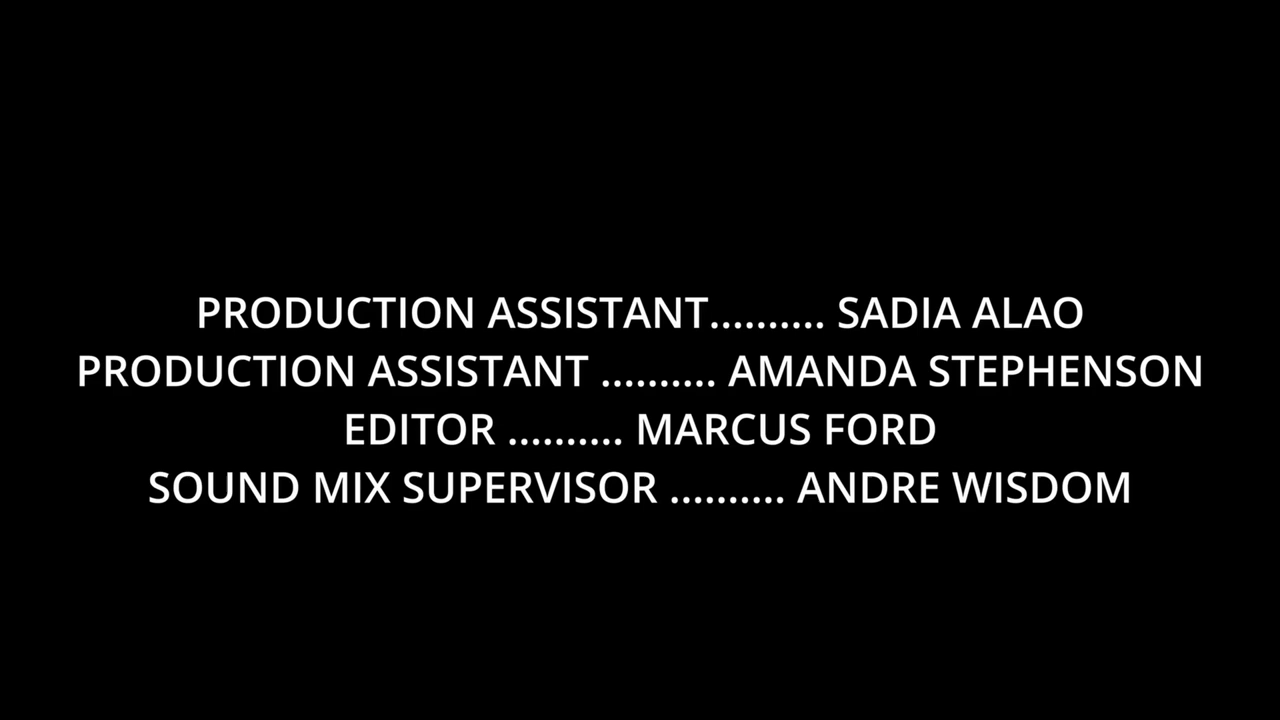 PRODUCTION ASSISTANT.......... SADIA ALAO
PRODUCTION ASSISTANT .......... AMANDA STEPHENSON
EDITOR .......... MARCUS FORD
SOUND MIX SUPERVISOR .......... ANDRE WISDOM